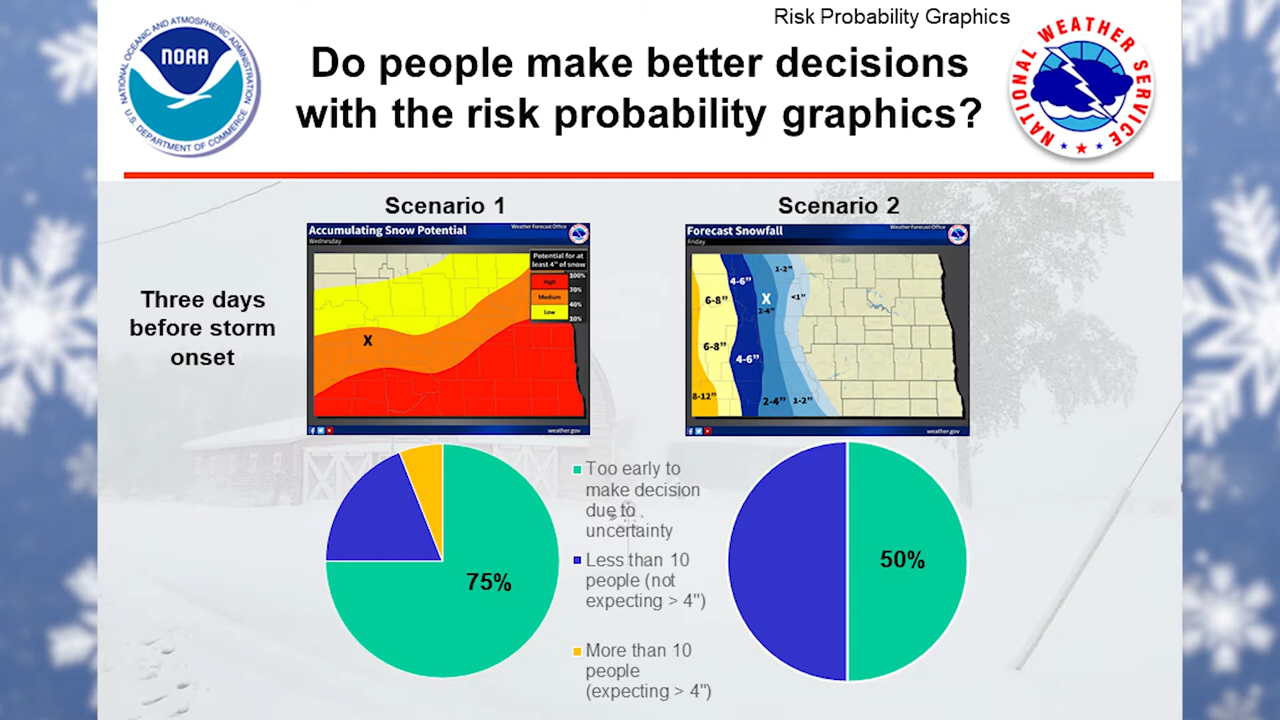 Risk Probability Graphics
NATIONAL OCEANIC AND ATMOSPHERIC ADMINISTRATION
U.S. DEPARTMENT OF COMMERCE
NOAA
Do people make better decisions
with the risk probability graphics?
NATIONAL WEATHER SERVICE
Scenario 1
Scenario 2
Three days
before storm
onset
Accumulating Snow Potential
Weather Forecast Office
Wednesday
Potential for at
least 4" of snow
100%
High
70%
Medium
40%
Low
10%
X
weather.gov
Forecast Snowfall
Weather Forecast Office
Friday
1-2"
4-6"
6-8"
X
<1"
2-4"
6-8"
4-6"
8-12"
2-4"
1-2"
weather.gov
75%
Too early to
make decision
due to
uncertainty
Less than 10
people (not
expecting > 4")
More than 10
people
(expecting > 4")
50%